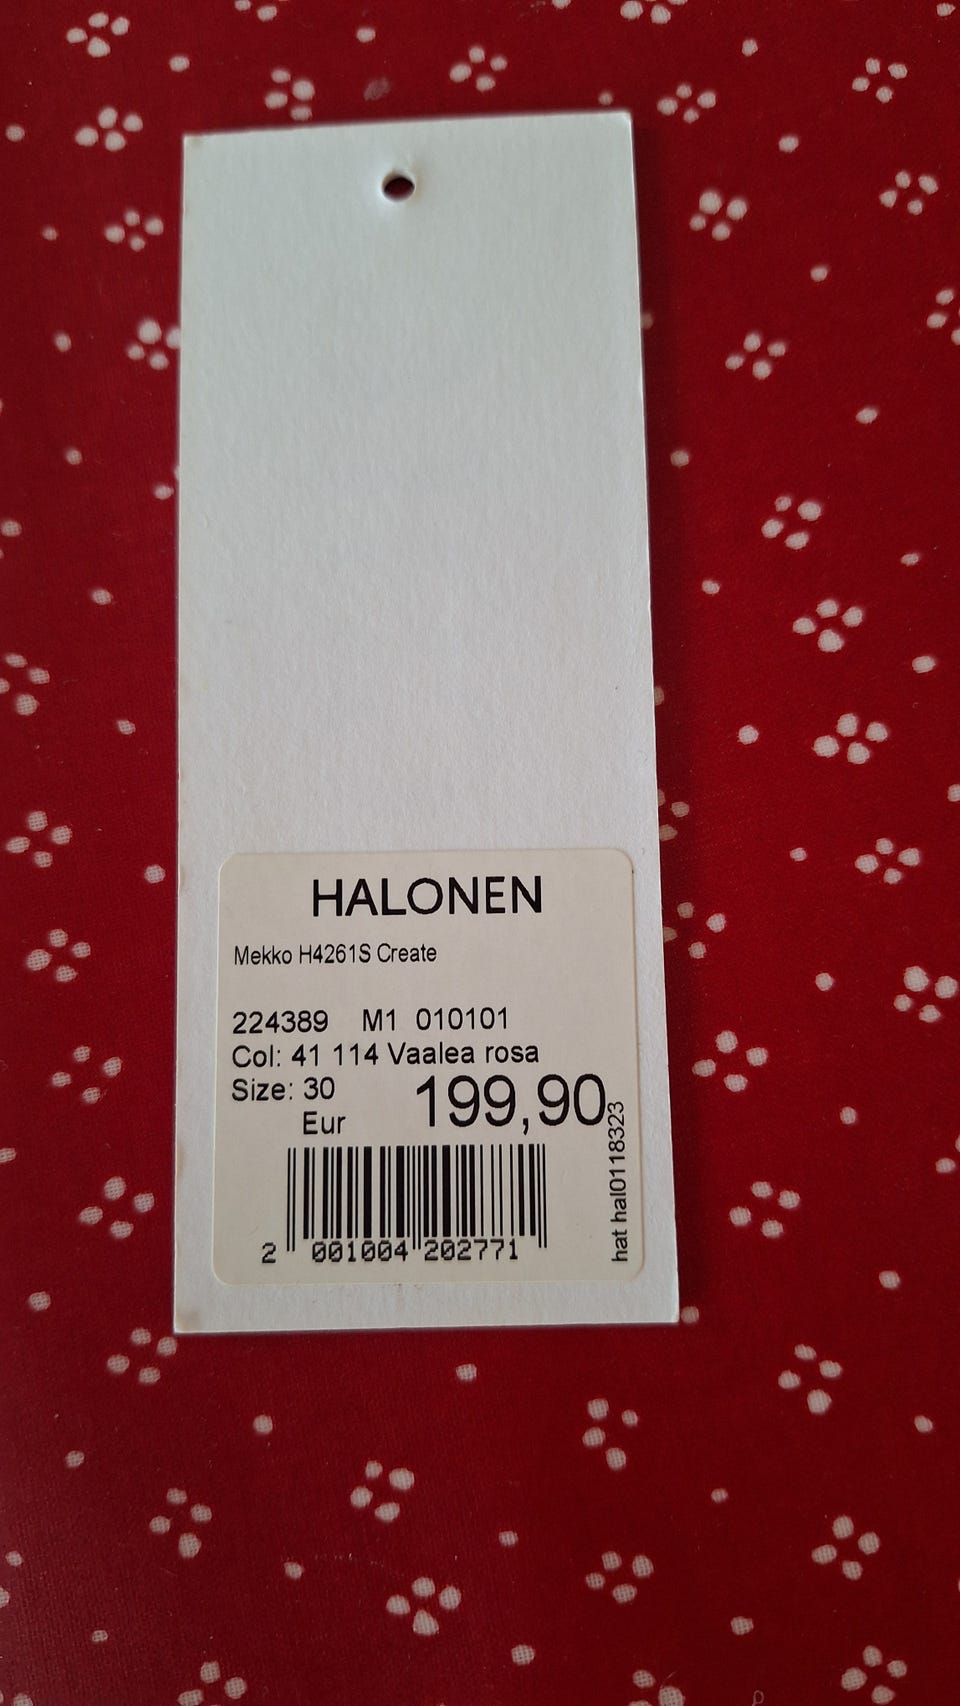 HALONEN
Mekko H4261S Create
224389 M1 010101
Col: 41 114 Vaalea rosa
Size: 30
199,90
Eur
hat hal0118323
2 001004 202771